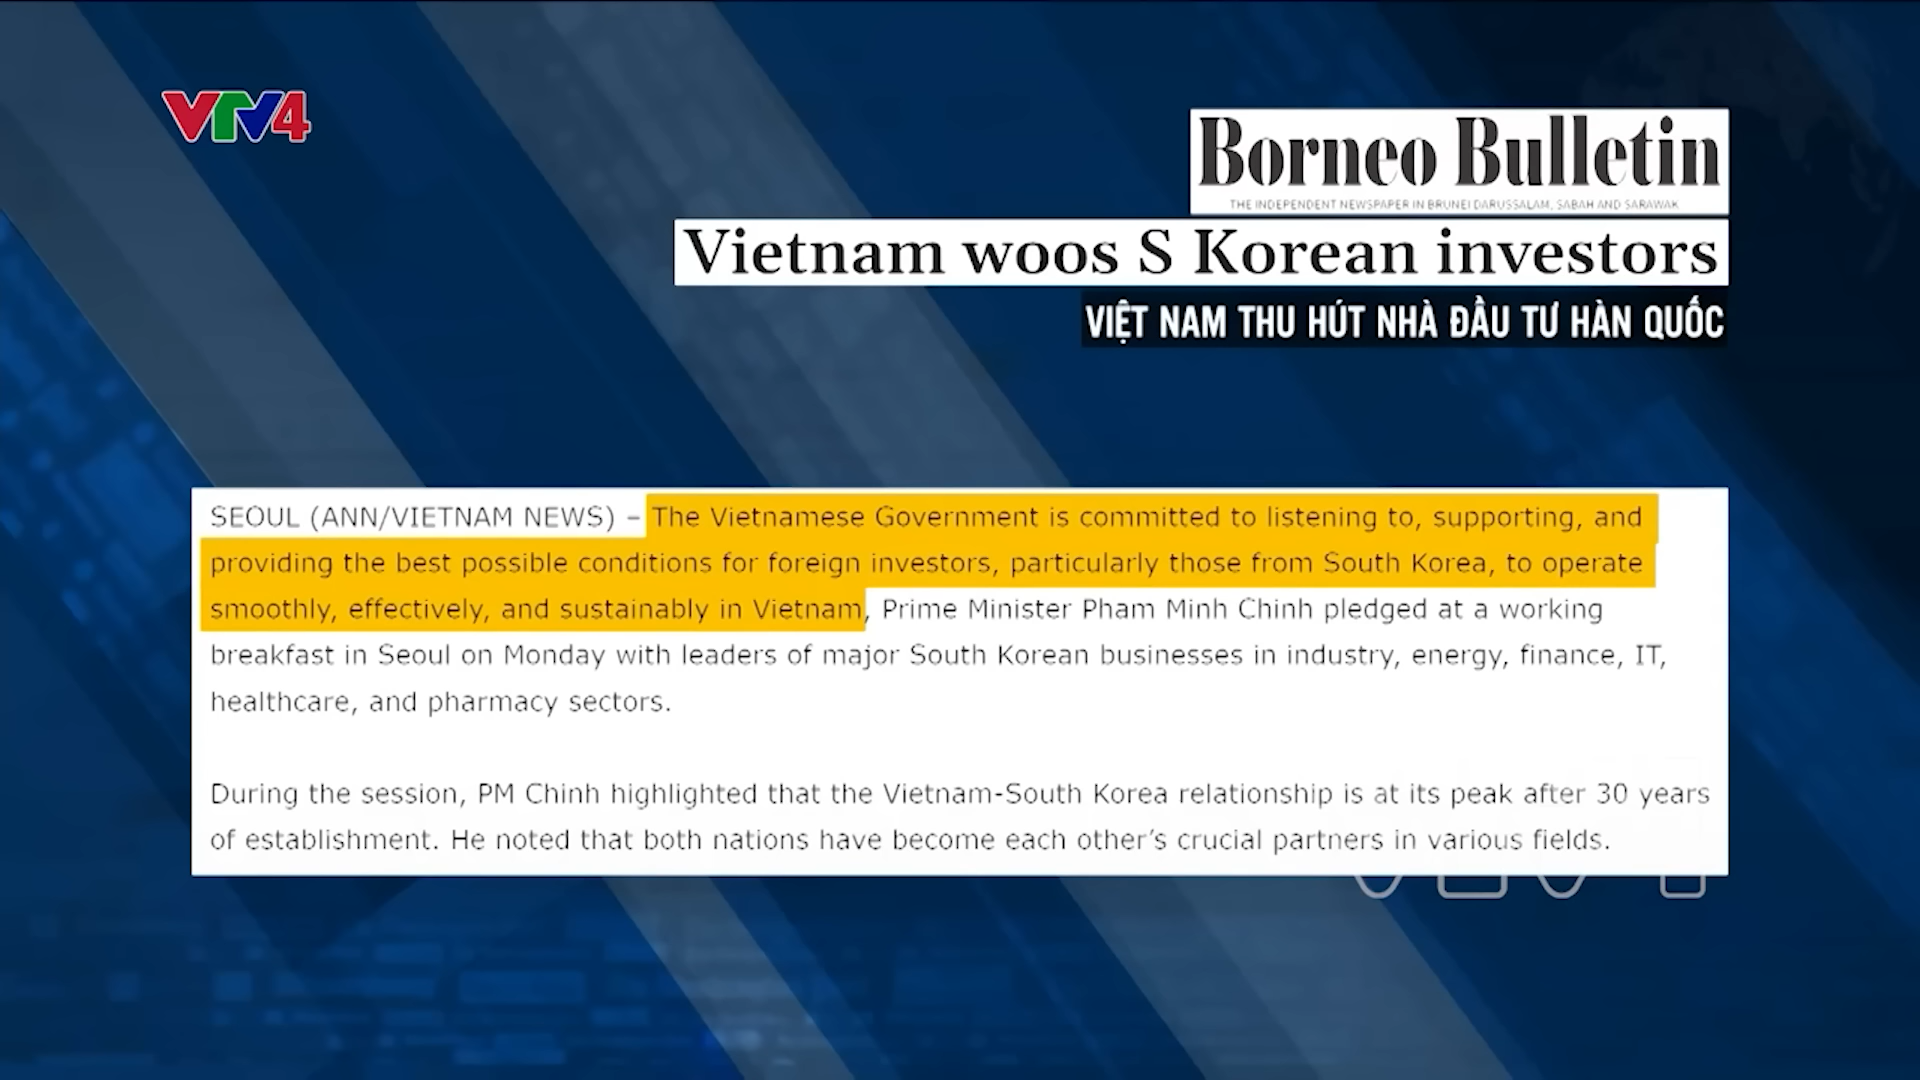 VTV4
Borneo Bulletin
THE INDEPENDENT NEWSPAPER IN BRUNEI DARUSSALAM, SABAH AND SARAWAK
Vietnam woos S Korean investors
VIỆT NAM THU HÚT NHÀ ĐẦU TƯ HÀN QUỐC
SEOUL (ANN/VIETNAM NEWS) – The Vietnamese Government is committed to listening to, supporting, and
providing the best possible conditions for foreign investors, particularly those from South Korea, to operate
smoothly, effectively, and sustainably in Vietnam, Prime Minister Pham Minh Chinh pledged at a working
breakfast in Seoul on Monday with leaders of major South Korean businesses in industry, energy, finance, IT,
healthcare, and pharmacy sectors.
During the session, PM Chinh highlighted that the Vietnam-South Korea relationship is at its peak after 30 years
of establishment. He noted that both nations have become each other's crucial partners in various fields.